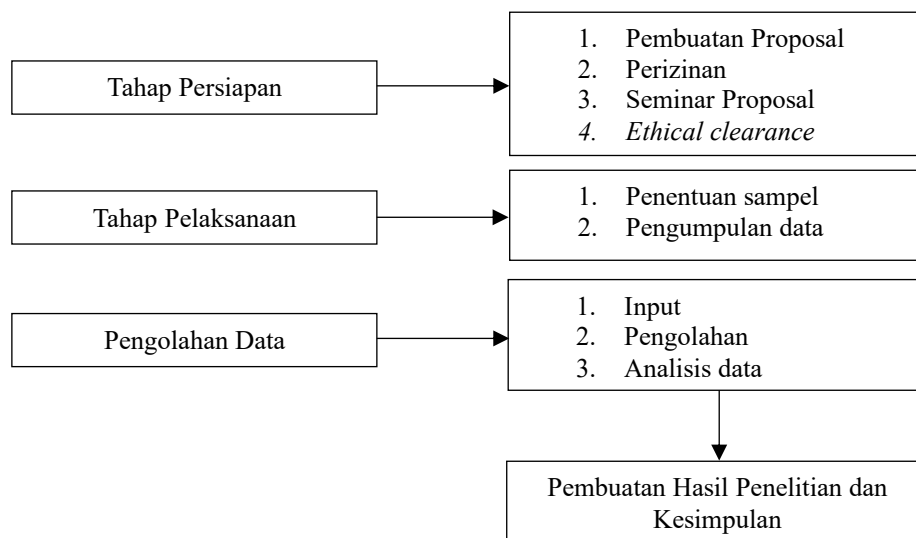 Tahap Persiapan
1. Pembuatan Proposal
2. Perizinan
3. Seminar Proposal
4. Ethical clearance
Tahap Pelaksanaan
1. Penentuan sampel
2. Pengumpulan data
Pengolahan Data
1. Input
2. Pengolahan
3. Analisis data
Pembuatan Hasil Penelitian dan
Kesimpulan